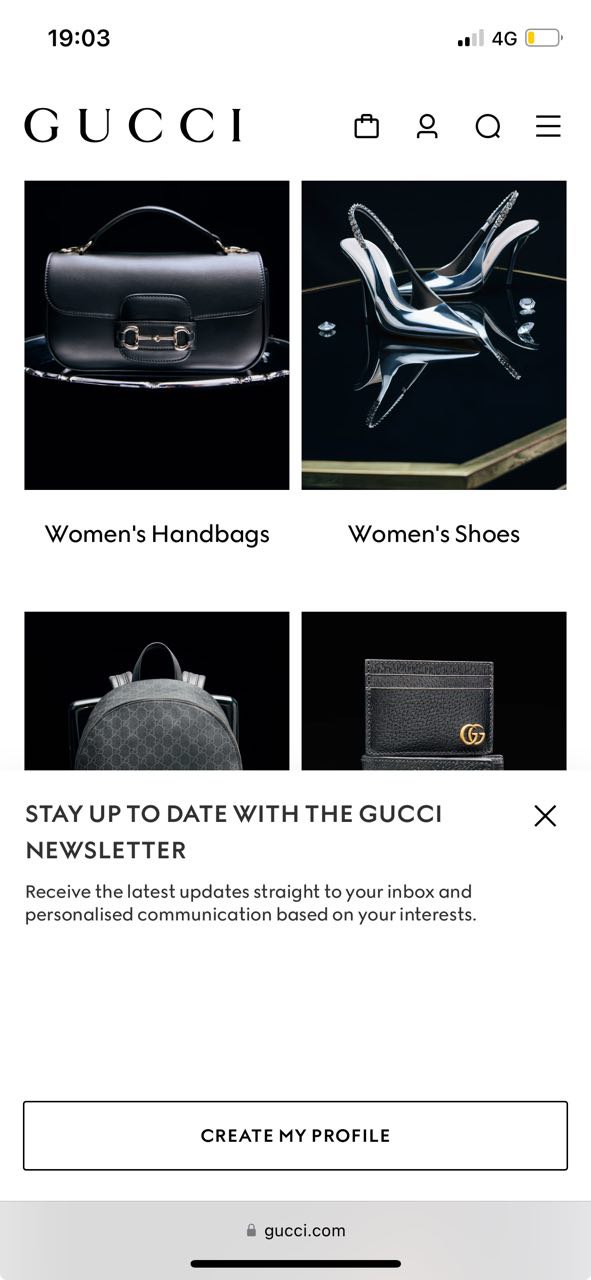 19:03
4G
GUCCI
Women's Handbags
Women's Shoes
STAY UP TO DATE WITH THE GUCCI
NEWSLETTER
Receive the latest updates straight to your inbox and
personalised communication based on your interests.
CREATE MY PROFILE
gucci.com